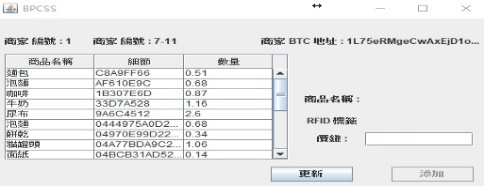 BPCSS
商家 編號：1 商家 編號：7-11 商家 BTC 地址：1L75eRMgeCwAxEjD1o...
商品名稱 細節 數量
麵包 C8A9FF66 0.51
泡麵 AF610E9C 0.68
咖啡 1B307E6D 0.87
牛奶 33D7A528 1.16
尿布 9A6C4512 2.6
泡麵 0444975A0D2... 0.68
餅乾 04970E99D22... 0.34
貓罐頭 04A77BDA9C2... 1.06
面紙 04BCB31AD52... 0.14
商品名稱：
RFID 標籤
價錢：
更新 添加